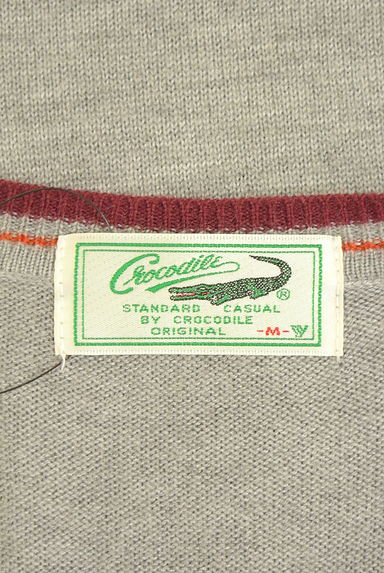 Crocodile ®
STANDARD CASUAL
BY CROCODILE
ORIGINAL -M-